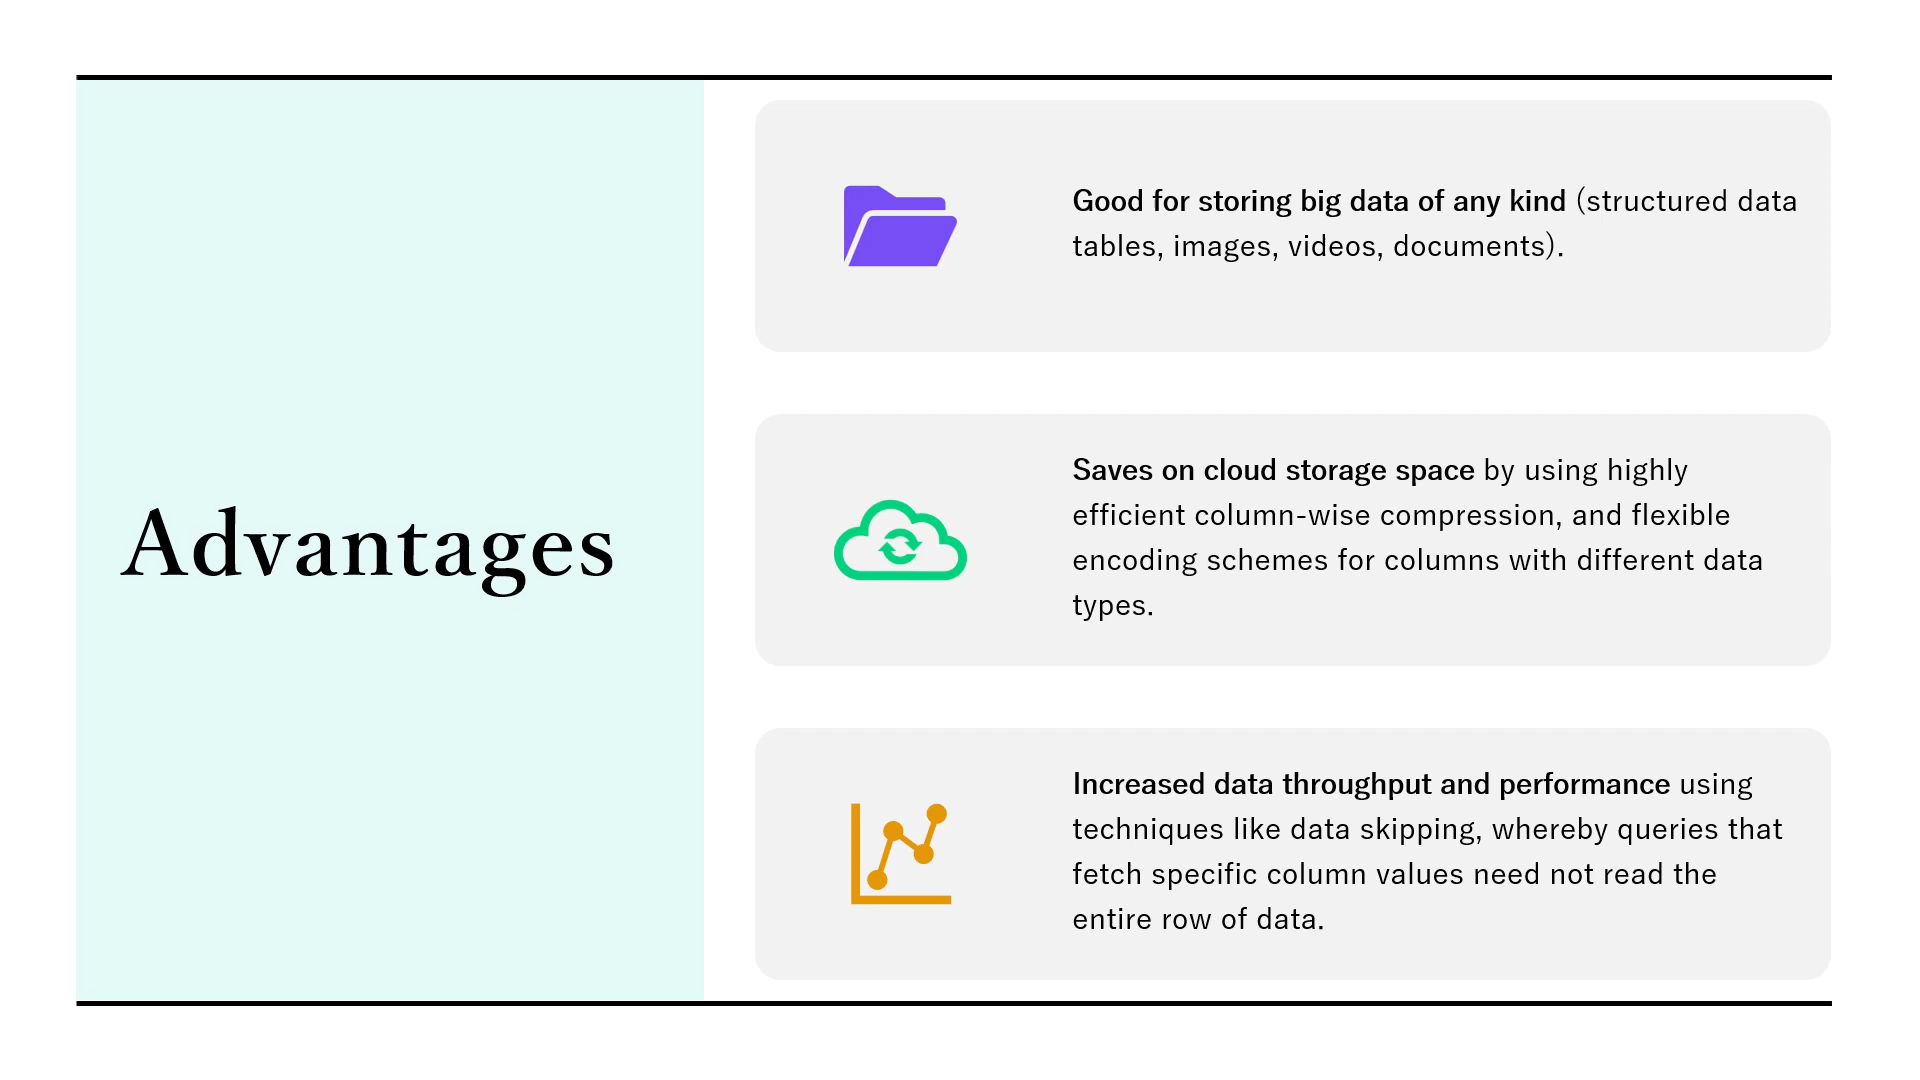 Advantages
Good for storing big data of any kind (structured data
tables, images, videos, documents).
Saves on cloud storage space by using highly
efficient column-wise compression, and flexible
encoding schemes for columns with different data
types.
Increased data throughput and performance using
techniques like data skipping, whereby queries that
fetch specific column values need not read the
entire row of data.